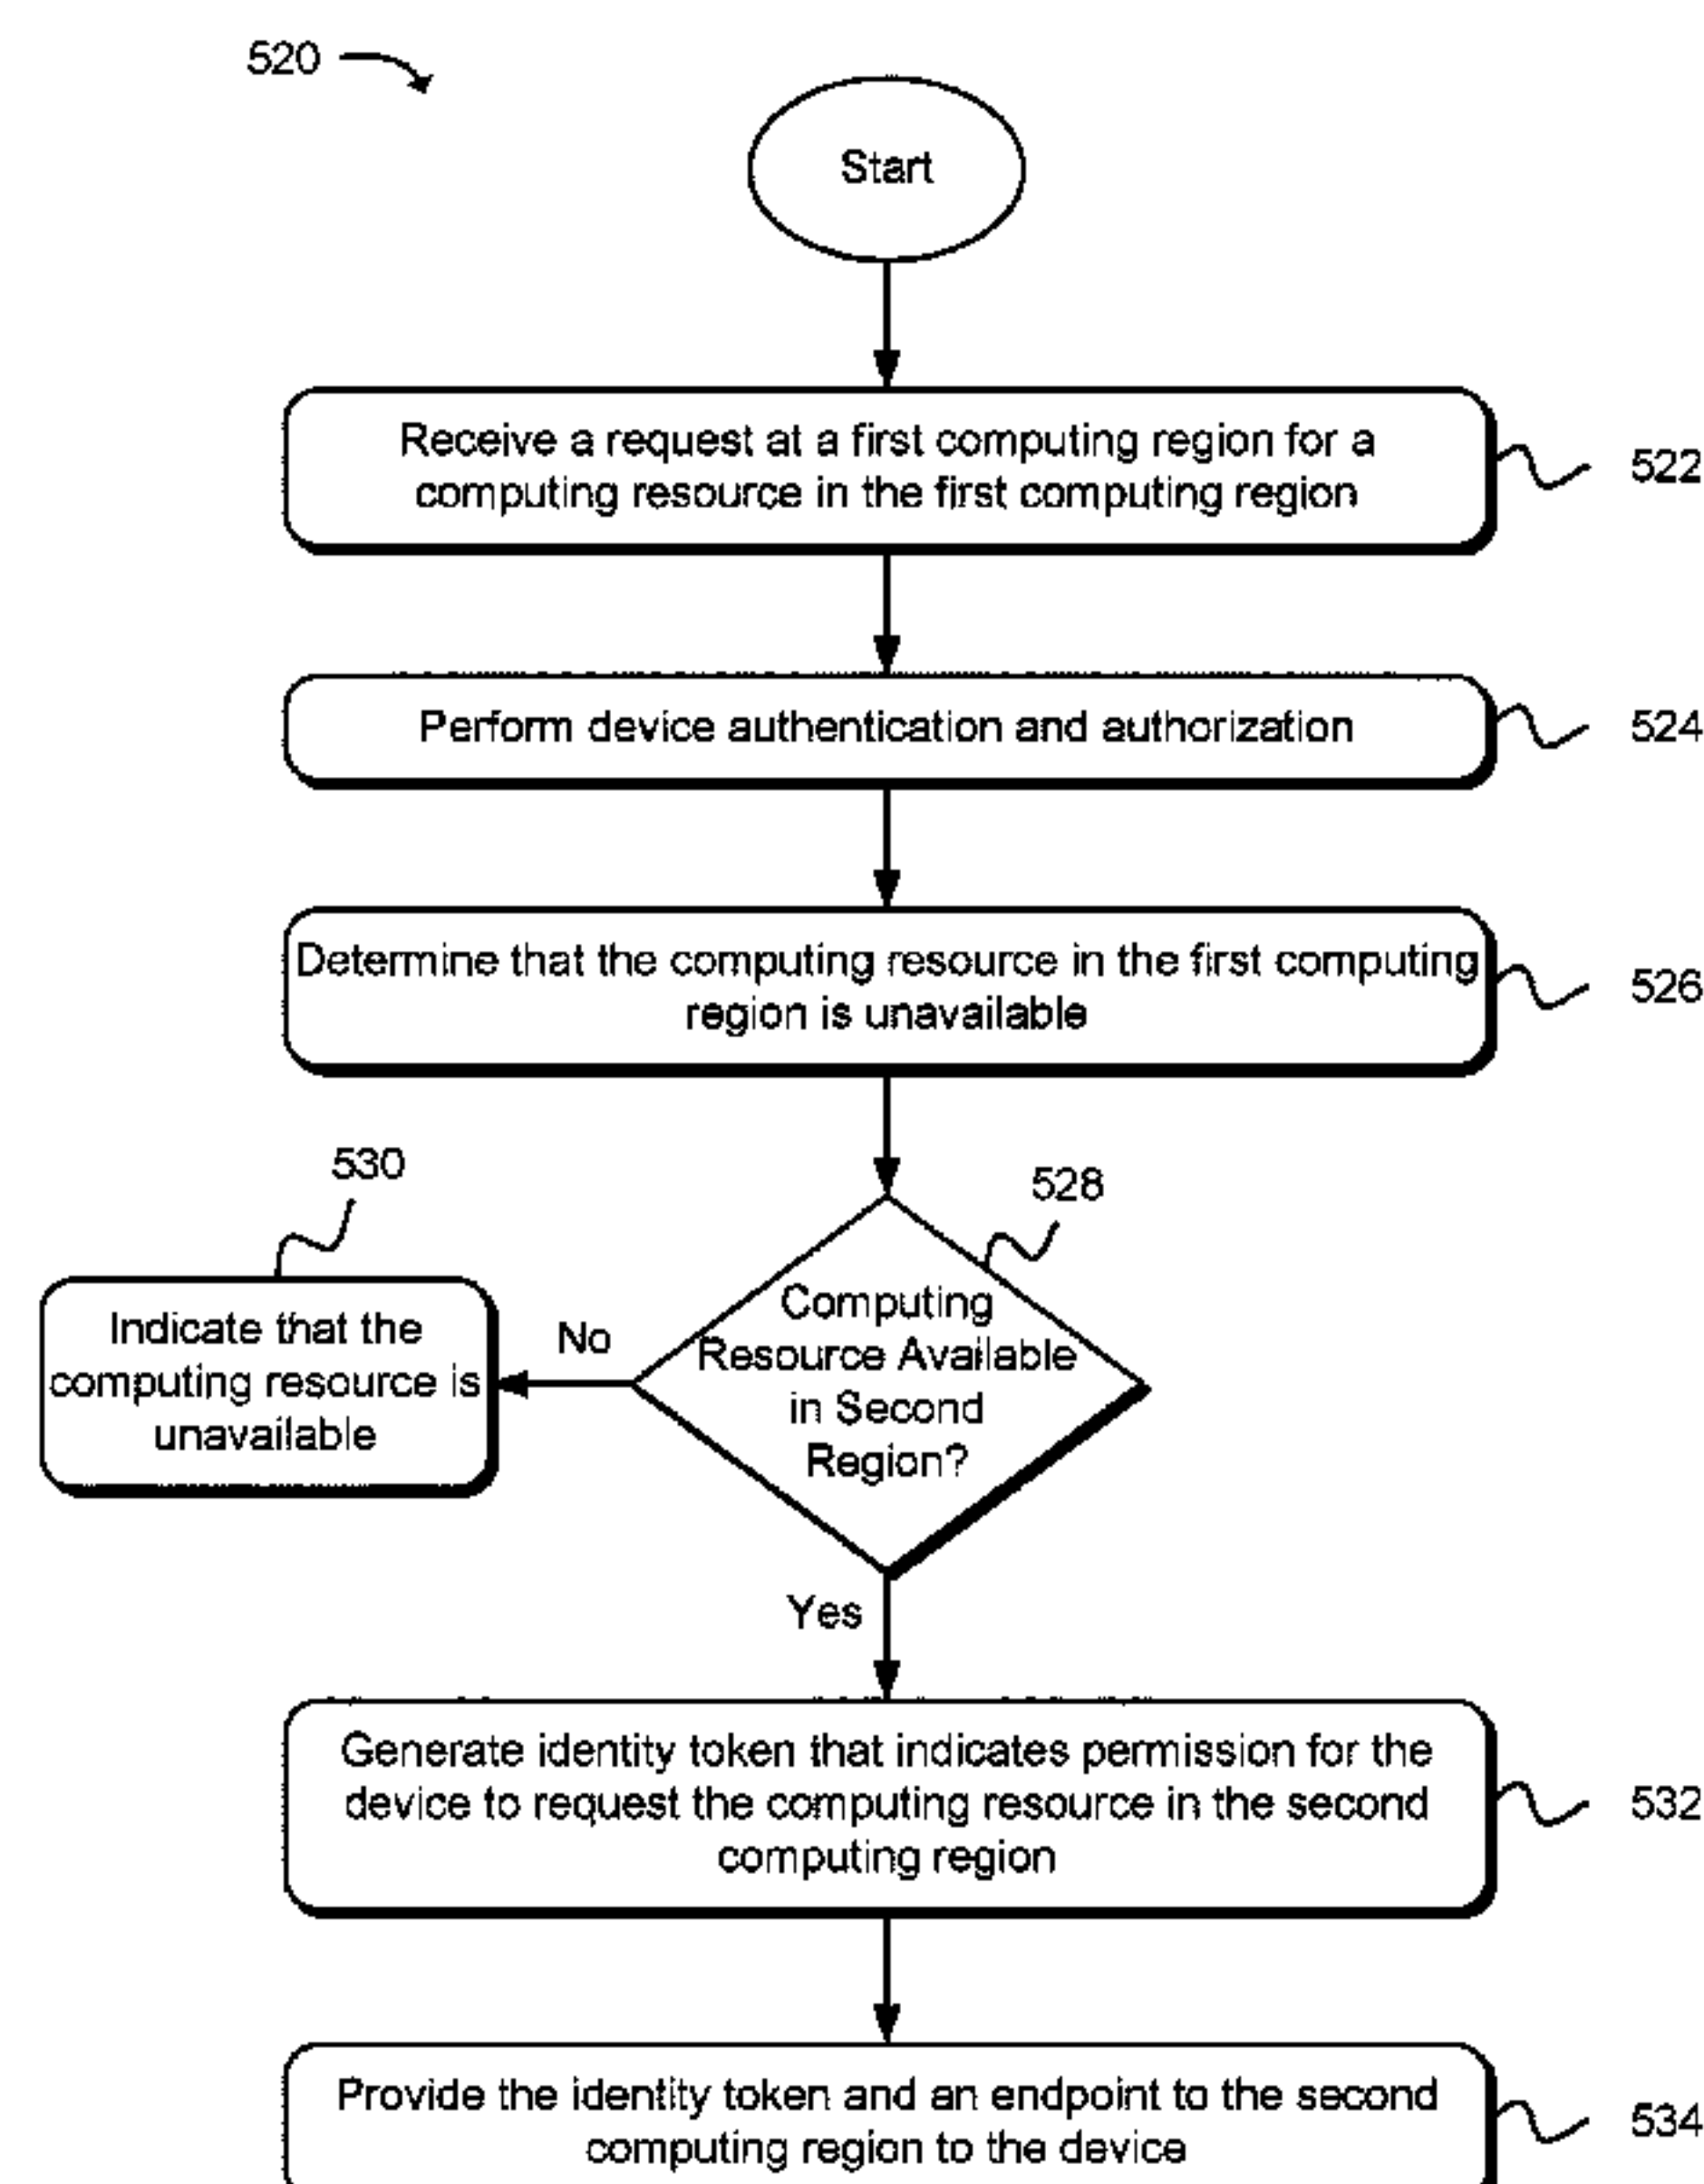 520
Start
Receive a request at a first computing region for a
computing resource in the first computing region
522
Perform device authentication and authorization
524
Determine that the computing resource in the first computing
region is unavailable
526
530
528
Indicate that the
computing resource is
unavailable
No
Computing
Resource Available
in Second
Region?
Yes
Generate identity token that indicates permission for the
device to request the computing resource in the second
computing region
532
Provide the identity token and an endpoint to the second
computing region to the device
534